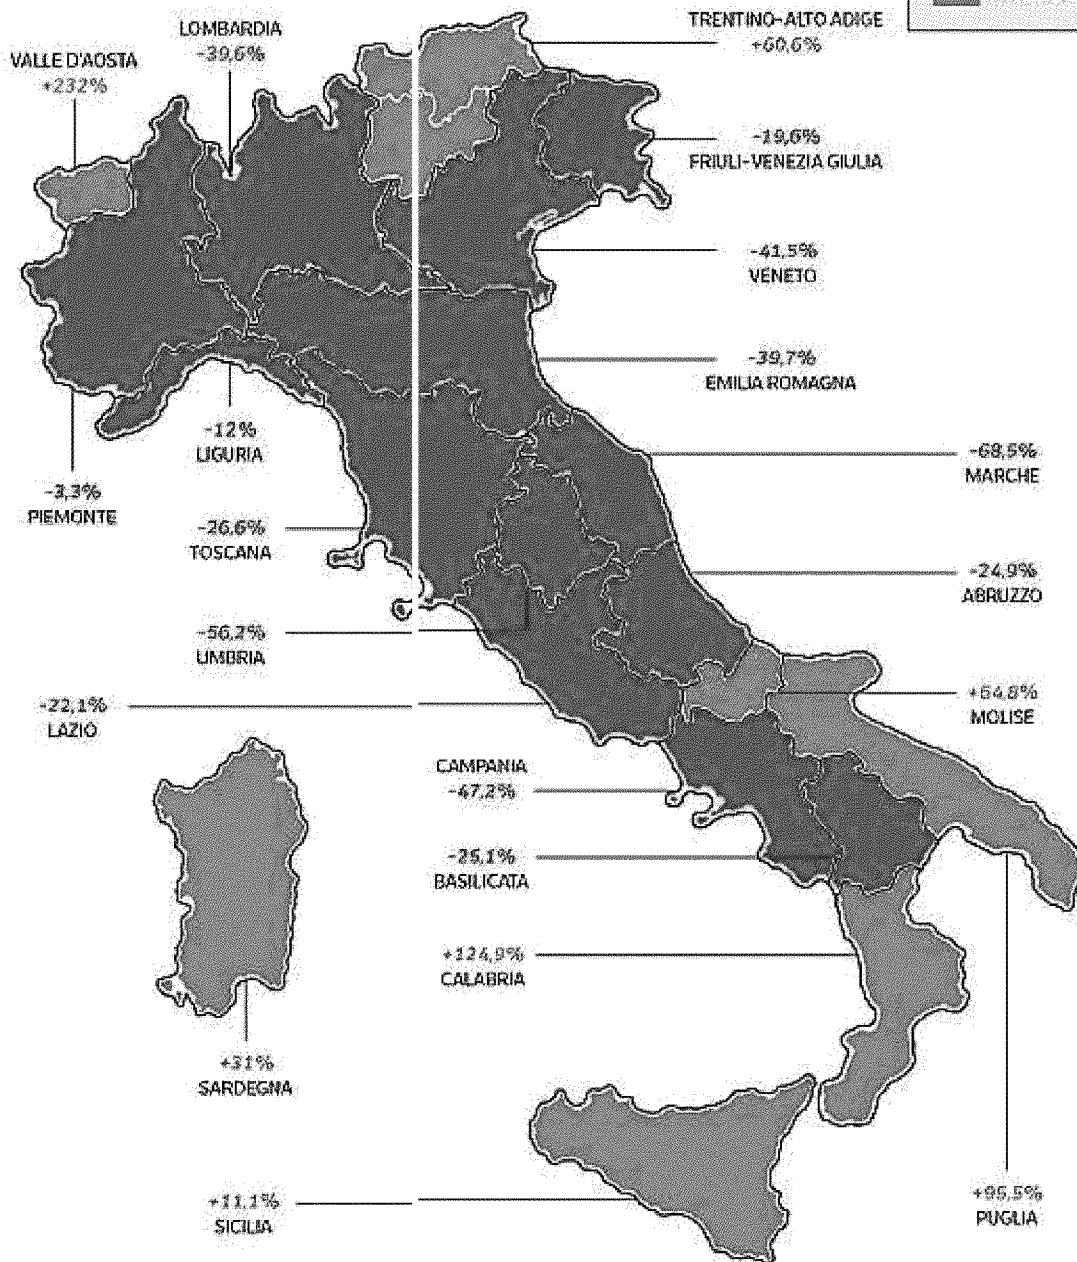 LOMBARDIA
-39,6%
TRENTINO-ALTO ADIGE
+60,6%
VALLE D'AOSTA
+232%
-19,6%
FRIULI-VENEZIA GIULIA
-41,5%
VENETO
-39,7%
EMILIA ROMAGNA
-12%
LIGURIA
-68,5%
MARCHE
-3,3%
PIEMONTE
-26,6%
TOSCANA
-24,9%
ABRUZZO
-56,2%
UMBRIA
-22,1%
LAZIO
+54,8%
MOLISE
CAMPANIA
-47,2%
-25,1%
BASILICATA
+124,9%
CALABRIA
+31%
SARDEGNA
+11,1%
SICILIA
+95,5%
PUGLIA